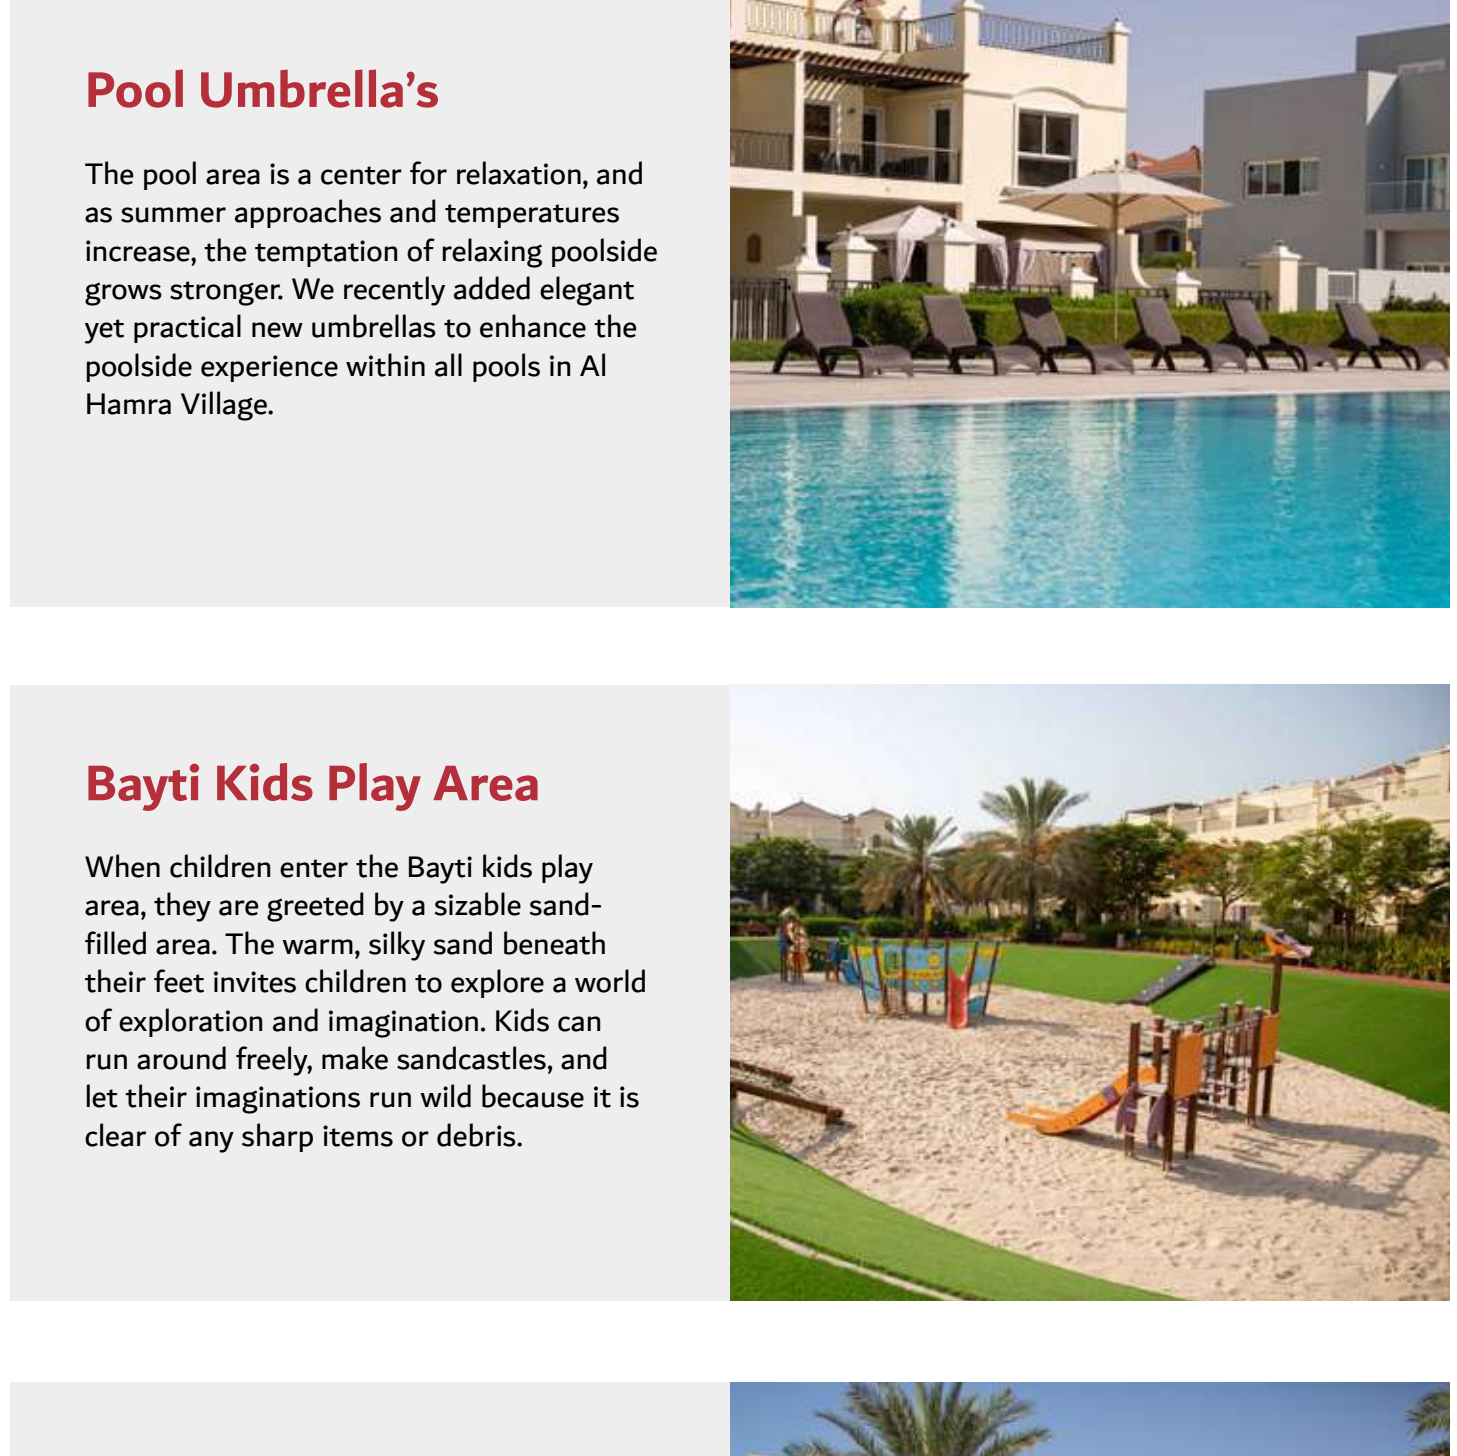 Pool Umbrella’s
The pool area is a center for relaxation, and
as summer approaches and temperatures
increase, the temptation of relaxing poolside
grows stronger. We recently added elegant
yet practical new umbrellas to enhance the
poolside experience within all pools in Al
Hamra Village.
Bayti Kids Play Area
When children enter the Bayti kids play
area, they are greeted by a sizable sand-
filled area. The warm, silky sand beneath
their feet invites children to explore a world
of exploration and imagination. Kids can
run around freely, make sandcastles, and
let their imaginations run wild because it is
clear of any sharp items or debris.